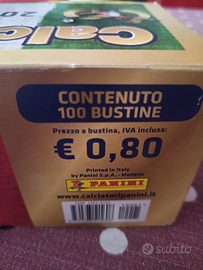 Calc
20
CONTENUTO
100 BUSTINE
Prezzo a bustina, IVA inclusa:
€ 0,80
Printed in Italy
by Panini S.p.A. - Modena
PANINI
www.calciatoripanini.it
subito